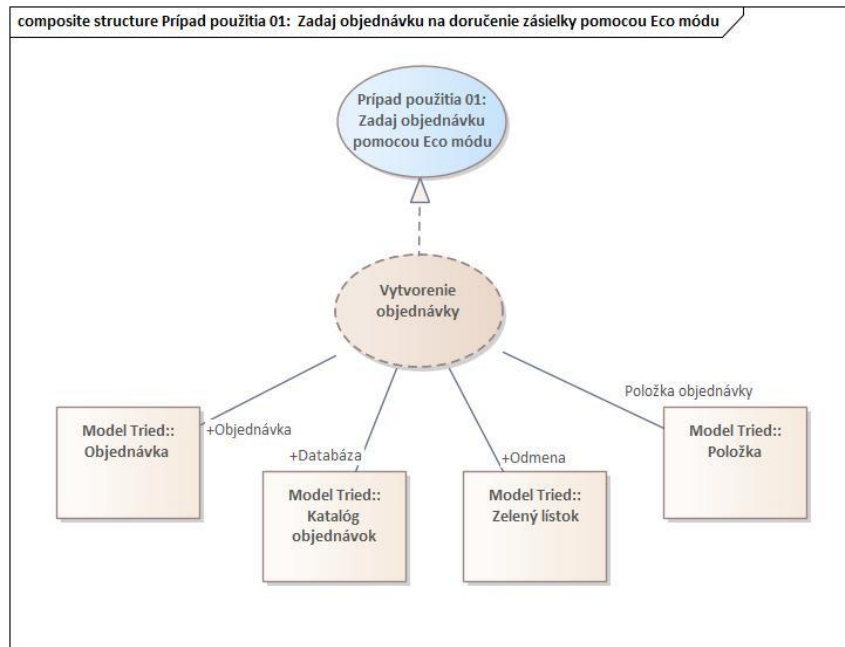 composite structure Prípad použitia 01:  Zadaj objednávku na doručenie zásielky pomocou Eco módu
Prípad použitia 01:
Zadaj objednávku
pomocou Eco módu
Vytvorenie
objednávky
Položka objednávky
+Objednávka
+Databáza
+Odmena
Model Tried::
Objednávka
Model Tried::
Katalóg
objednávok
Model Tried::
Zelený lístok
Model Tried::
Položka